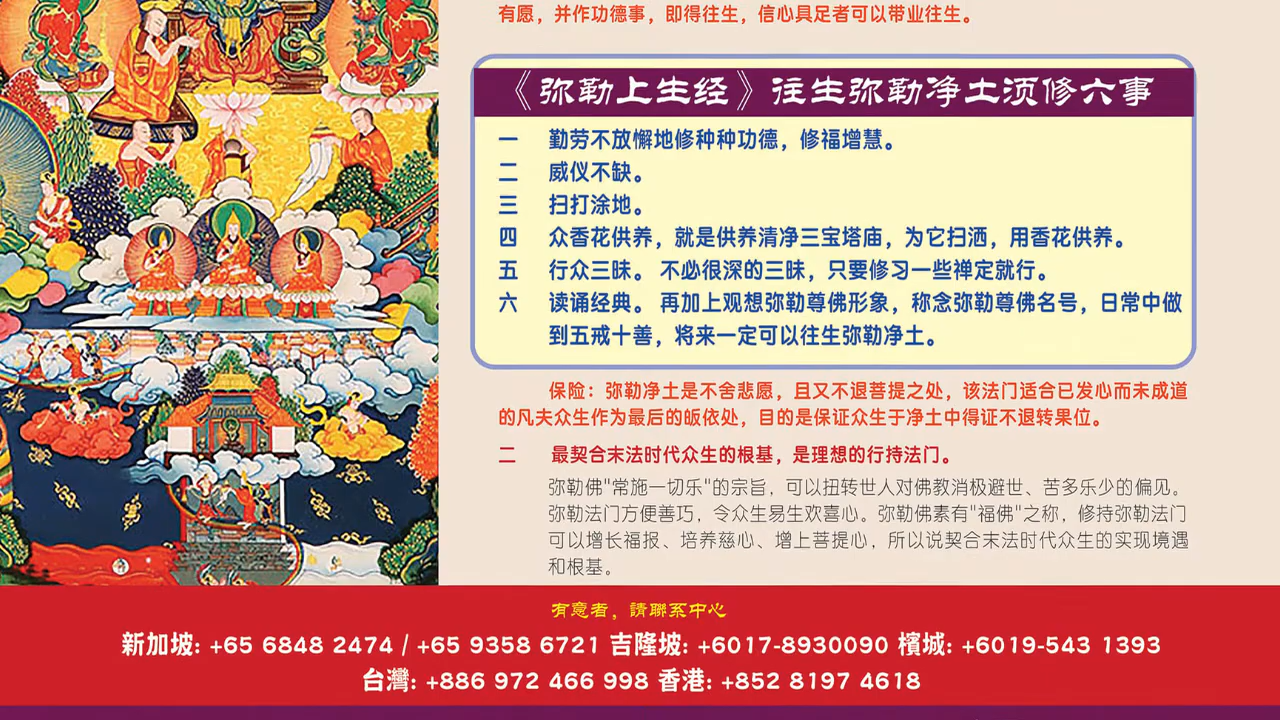 有愿，并作功德事，即得往生，信心具足者可以带业往生。
《弥勒上生经》往生弥勒净土须修六事
一 勤劳不放懈地修种种功德，修福增慧。
二 威仪不缺。
三 扫打涂地。
四 众香花供养，就是供养清净三宝塔庙，为它扫洒，用香花供养。
五 行众三昧。 不必很深的三昧，只要修习一些禅定就行。
六 读诵经典。 再加上观想弥勒尊佛形象，称念弥勒尊佛名号，日常中做
到五戒十善，将来一定可以往生弥勒净土。
保险：弥勒净土是不舍悲愿，且又不退菩提之处，该法门适合已发心而未成道
的凡夫众生作为最后的皈依处，目的是保证众生于净土中得证不退转果位。
二 最契合末法时代众生的根基，是理想的行持法门。
弥勒佛"常施一切乐"的宗旨，可以扭转世人对佛教消极避世、苦多乐少的偏见。
弥勒法门方便善巧，令众生易生欢喜心。弥勒佛素有"福佛"之称，修持弥勒法门
可以增长福报、培养慈心、增上菩提心，所以说契合末法时代众生的实现境遇
和根基。
有意者，請聯系中心
新加坡: +65 6848 2474 / +65 9358 6721 吉隆坡: +6017-8930090 檳城: +6019-543 1393
台灣: +886 972 466 998 香港: +852 8197 4618